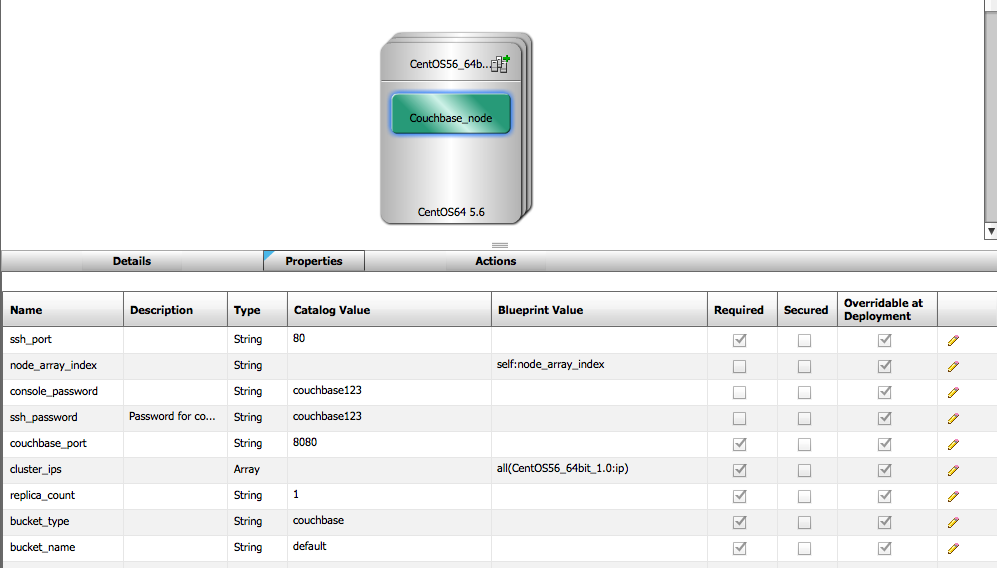 CentOS56_64b...
Couchbase_node
CentOS64 5.6
Details Properties Actions
Name Description Type Catalog Value Blueprint Value Required Secured Overridable at Deployment
ssh_port String 80
node_array_index String self:node_array_index
console_password String couchbase123
ssh_password Password for co... String couchbase123
couchbase_port String 8080
cluster_ips Array all(CentOS56_64bit_1.0:ip)
replica_count String 1
bucket_type String couchbase
bucket_name String default